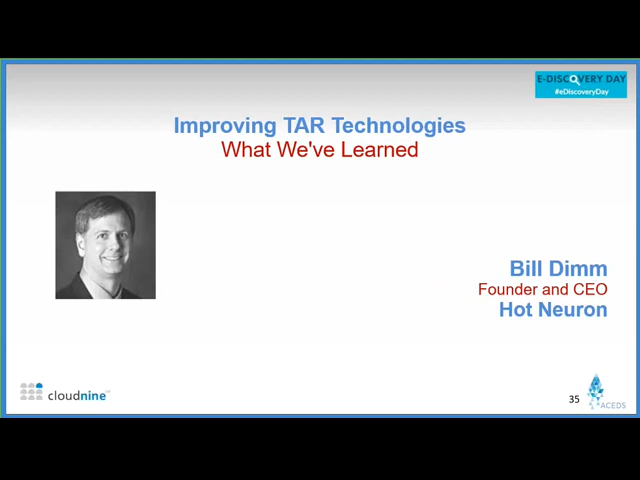 E-DISCOVERY DAY
#eDiscoveryDay
Improving TAR Technologies
What We've Learned
Bill Dimm
Founder and CEO
Hot Neuron
cloudnine
35
ACEDS